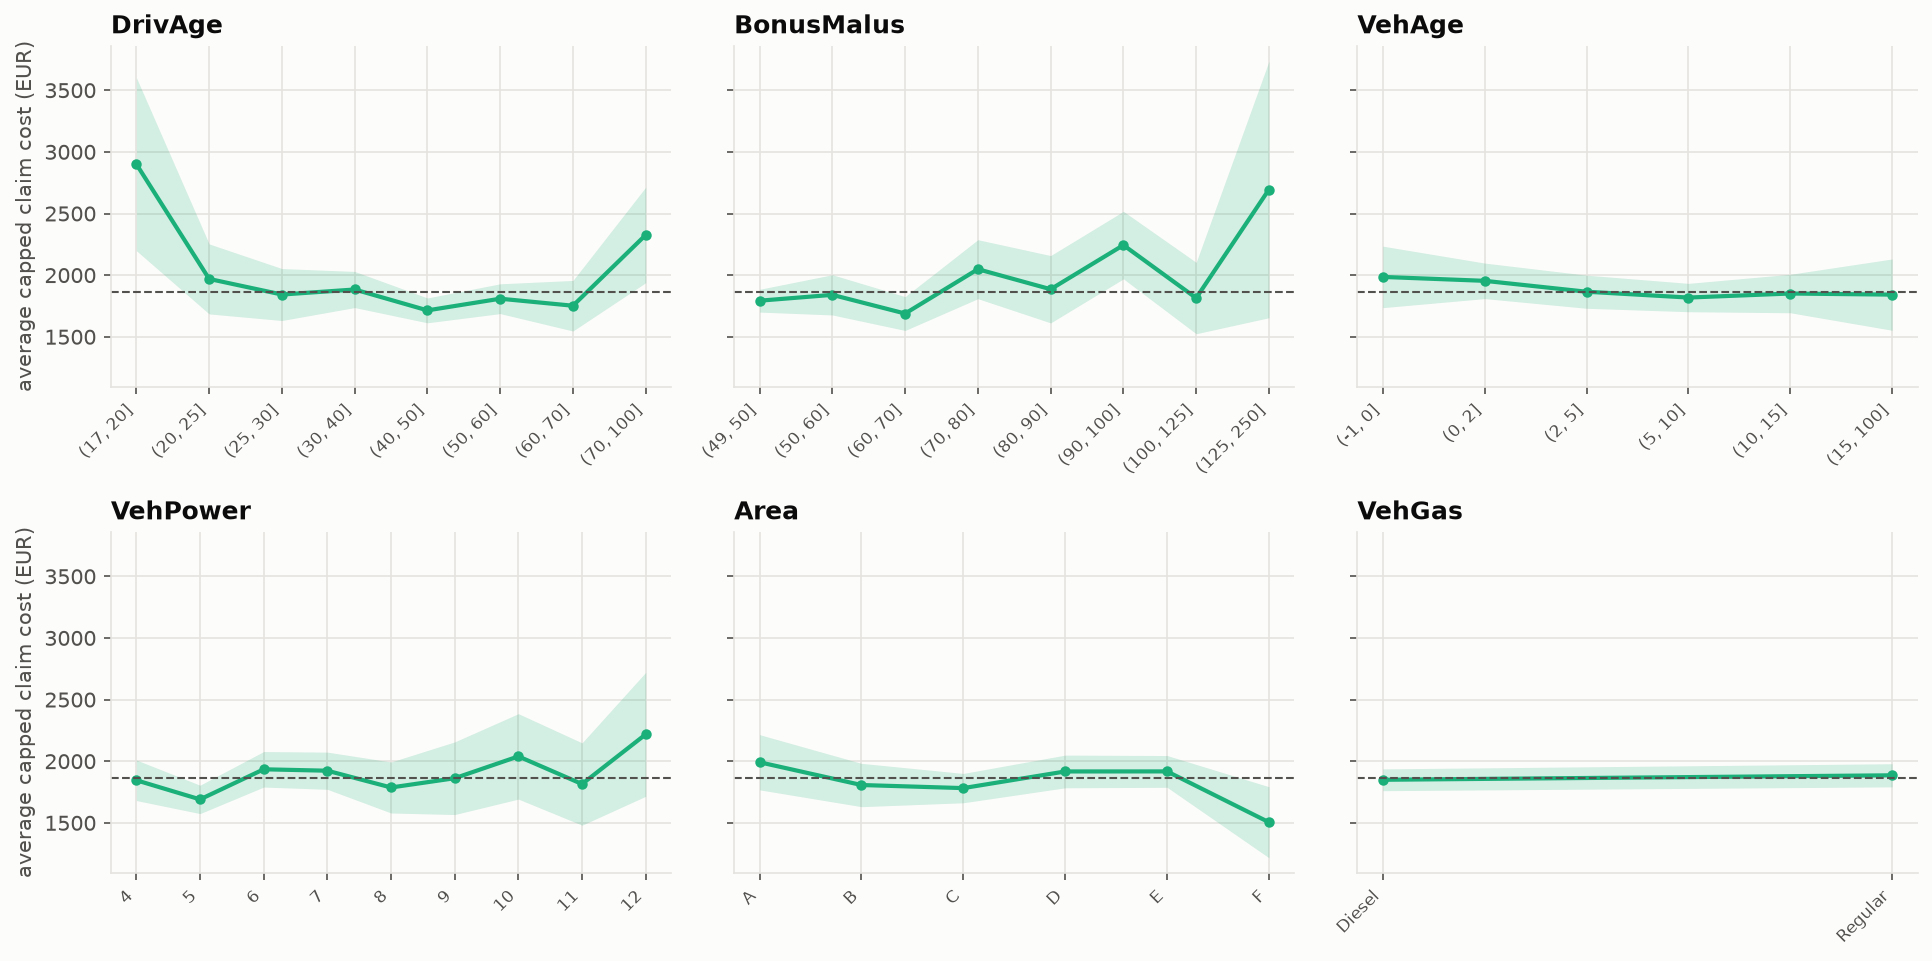 DrivAge
BonusMalus
VehAge
average capped claim cost (EUR)
3500
3000
2500
2000
1500
(17, 20]
(20, 25]
(25, 30]
(30, 40]
(40, 50]
(50, 60]
(60, 70]
(70, 100]
(49, 50]
(50, 60]
(60, 70]
(70, 80]
(80, 90]
(90, 100]
(100, 125]
(125, 250]
(-1, 0]
(0, 2]
(2, 5]
(5, 10]
(10, 15]
(15, 100]
VehPower
Area
VehGas
average capped claim cost (EUR)
3500
3000
2500
2000
1500
4
5
6
7
8
9
10
11
12
A
B
C
D
E
F
Diesel
Regular